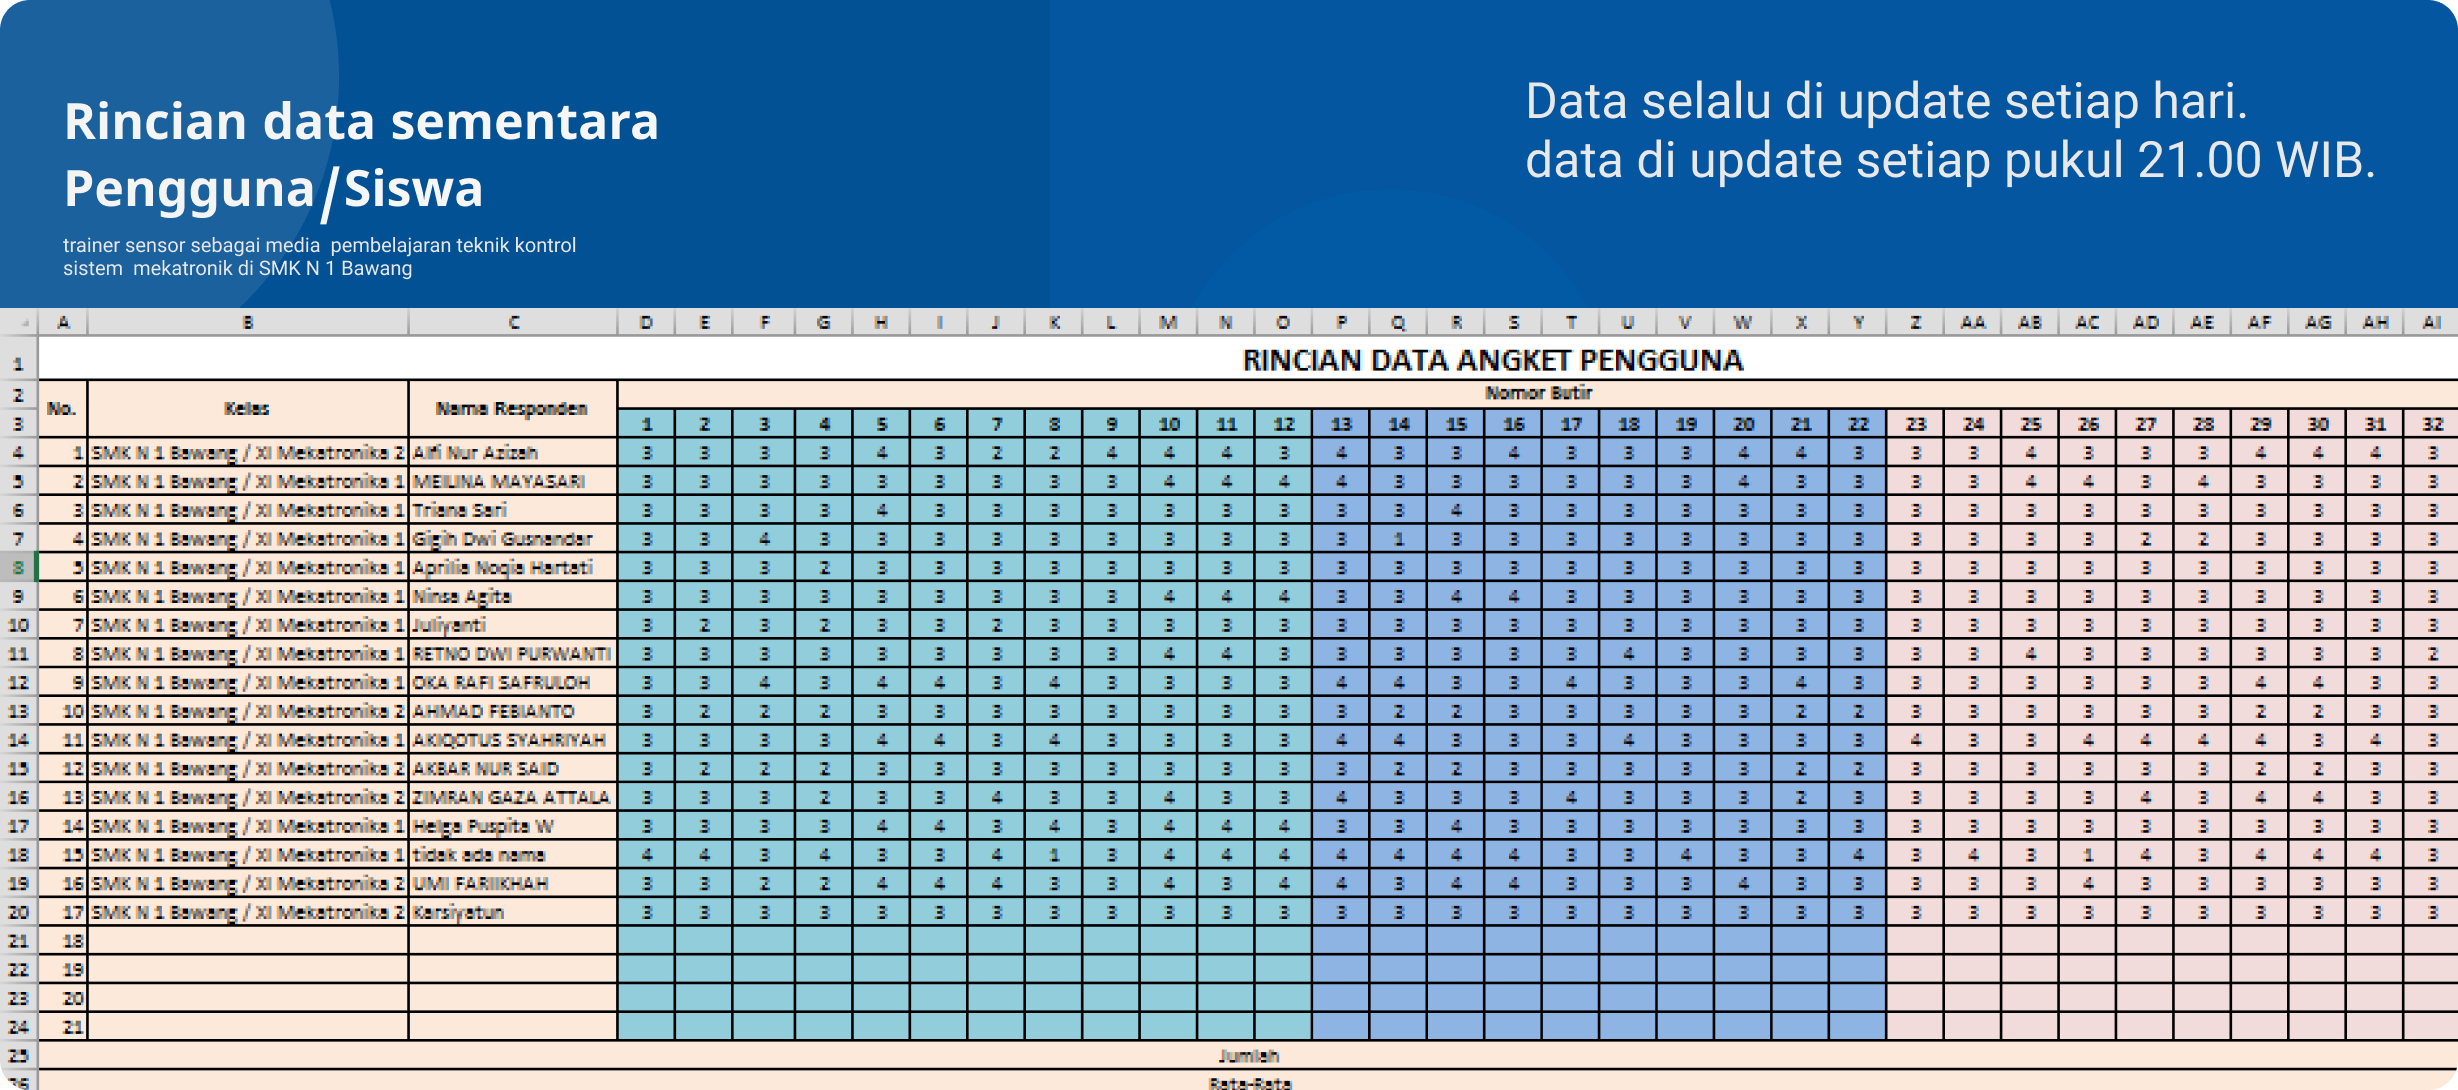 Rincian data sementara
Pengguna/Siswa
trainer sensor sebagai media pembelajaran teknik kontrol
sistem mekatronik di SMK N 1 Bawang
Data selalu di update setiap hari.
data di update setiap pukul 21.00 WIB.
A B C D E F G H I J K L M N O P Q R S T U V W X Y Z AA AB AC AD AE AF AG AH AI
1 RINCIAN DATA ANGKET PENGGUNA
2 No. Kelas Nama Responden Nomor Butir
3 1 2 3 4 5 6 7 8 9 10 11 12 13 14 15 16 17 18 19 20 21 22 23 24 25 26 27 28 29 30 31 32
4 1 SMK N 1 Bawang / XI Mekatronika 2 Alfi Nur Azizah 3 3 3 3 4 3 2 2 4 4 4 3 4 3 3 4 3 3 3 4 4 3 3 3 4 3 3 3 4 4 4 3
5 2 SMK N 1 Bawang / XI Mekatronika 1 MEILINA MAYASARI 3 3 3 3 3 3 3 3 3 4 4 4 4 3 3 3 3 3 3 4 3 3 3 3 4 4 3 4 3 3 3 3
6 3 SMK N 1 Bawang / XI Mekatronika 1 Triana Sari 3 3 3 3 4 3 3 3 3 3 3 3 3 3 4 3 3 3 3 3 3 3 3 3 3 3 3 3 3 3 3 3
7 4 SMK N 1 Bawang / XI Mekatronika 1 Gigih Dwi Gusnandar 3 3 4 3 3 3 3 3 3 3 3 3 3 1 3 3 3 3 3 3 3 3 3 3 3 3 2 2 3 3 3 3
8 5 SMK N 1 Bawang / XI Mekatronika 1 Aprilia Noqia Hartati 3 3 3 2 3 3 3 3 3 3 3 3 3 3 3 3 3 3 3 3 3 3 3 3 3 3 3 3 3 3 3 3
9 6 SMK N 1 Bawang / XI Mekatronika 1 Ninsa Agita 3 3 3 3 3 3 3 3 3 4 4 4 3 3 4 4 3 3 3 3 3 3 3 3 3 3 3 3 3 3 3 3
10 7 SMK N 1 Bawang / XI Mekatronika 1 Juliyanti 3 2 3 2 3 3 2 3 3 3 3 3 3 3 3 3 3 3 3 3 3 3 3 3 3 3 3 3 3 3 3 3
11 8 SMK N 1 Bawang / XI Mekatronika 1 RETNO DWI PURWANTI 3 3 3 3 3 3 3 3 3 4 4 3 3 3 3 3 3 4 3 3 3 3 3 3 4 3 3 3 3 3 3 2
12 9 SMK N 1 Bawang / XI Mekatronika 1 OKA RAFI SAFRULOH 3 3 4 3 4 4 3 4 3 3 3 3 4 4 3 3 4 3 3 3 4 3 3 3 3 3 3 3 4 4 3 3
13 10 SMK N 1 Bawang / XI Mekatronika 2 AHMAD FEBIANTO 3 2 2 2 3 3 3 3 3 3 3 3 3 2 2 3 3 3 3 3 2 2 3 3 3 3 3 3 2 2 3 3
14 11 SMK N 1 Bawang / XI Mekatronika 1 AKIQOTUS SYAHRIYAH 3 3 3 3 4 4 3 4 3 3 3 3 4 4 3 3 3 4 3 3 3 3 4 3 3 4 4 4 4 3 4 3
15 12 SMK N 1 Bawang / XI Mekatronika 2 AKBAR NUR SAID 3 2 2 2 3 3 3 3 3 3 3 3 3 2 2 3 3 3 3 3 2 2 3 3 3 3 3 3 2 2 3 3
16 13 SMK N 1 Bawang / XI Mekatronika 2 ZIMRAN GAZA ATTALA 3 3 3 2 3 3 4 3 3 4 3 3 4 3 3 3 4 3 3 3 2 3 3 3 3 3 4 3 4 4 3 3
17 14 SMK N 1 Bawang / XI Mekatronika 1 Helga Puspita W 3 3 3 3 4 4 3 4 3 4 4 4 3 3 4 3 3 3 3 3 3 3 3 3 3 3 3 3 3 3 3 3
18 15 SMK N 1 Bawang / XI Mekatronika 1 tidak ada nama 4 4 3 4 3 3 4 1 3 4 4 4 4 4 4 4 3 3 4 3 3 4 3 4 3 1 4 3 4 4 4 3
19 16 SMK N 1 Bawang / XI Mekatronika 2 UMI FARIIKHAH 3 3 2 2 4 4 4 3 3 4 3 4 4 3 4 4 3 3 3 4 3 3 3 3 3 4 3 3 3 3 3 3
20 17 SMK N 1 Bawang / XI Mekatronika 2 Karsiyatun 3 3 3 3 3 3 3 3 3 3 3 3 3 3 3 3 3 3 3 3 3 3 3 3 3 3 3 3 3 3 3 3
21 18
22 19
23 20
24 21
25 Jumlah
26 Rata-Rata